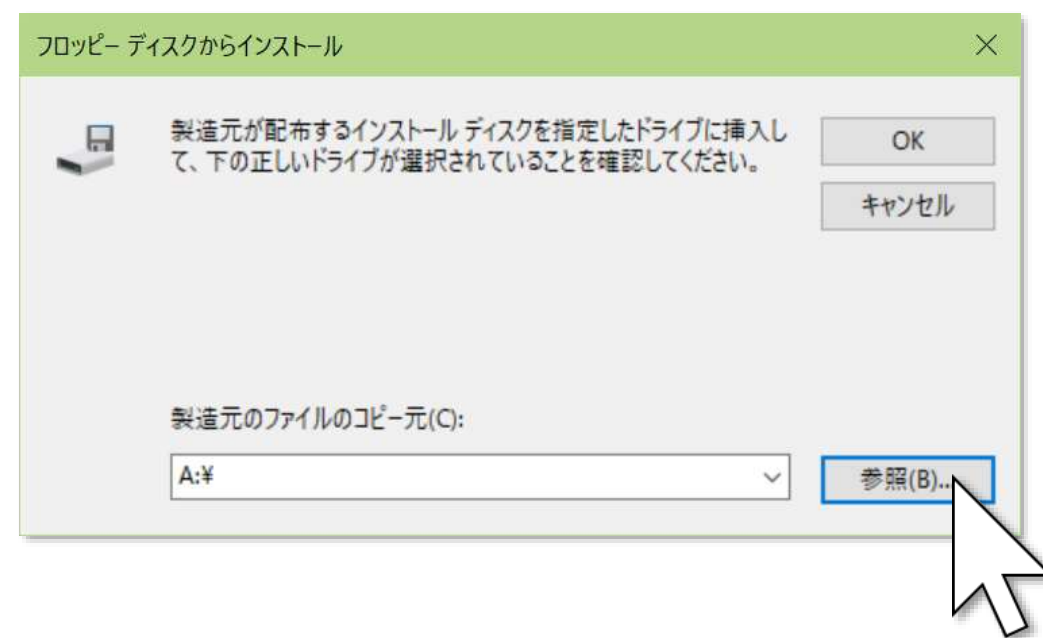 フロッピー ディスクからインストール
製造元が配布するインストール ディスクを指定したドライブに挿入し
て、下の正しいドライブが選択されていることを確認してください。
OK
キャンセル
製造元のファイルのコピー元(C):
A:¥
参照(B)...